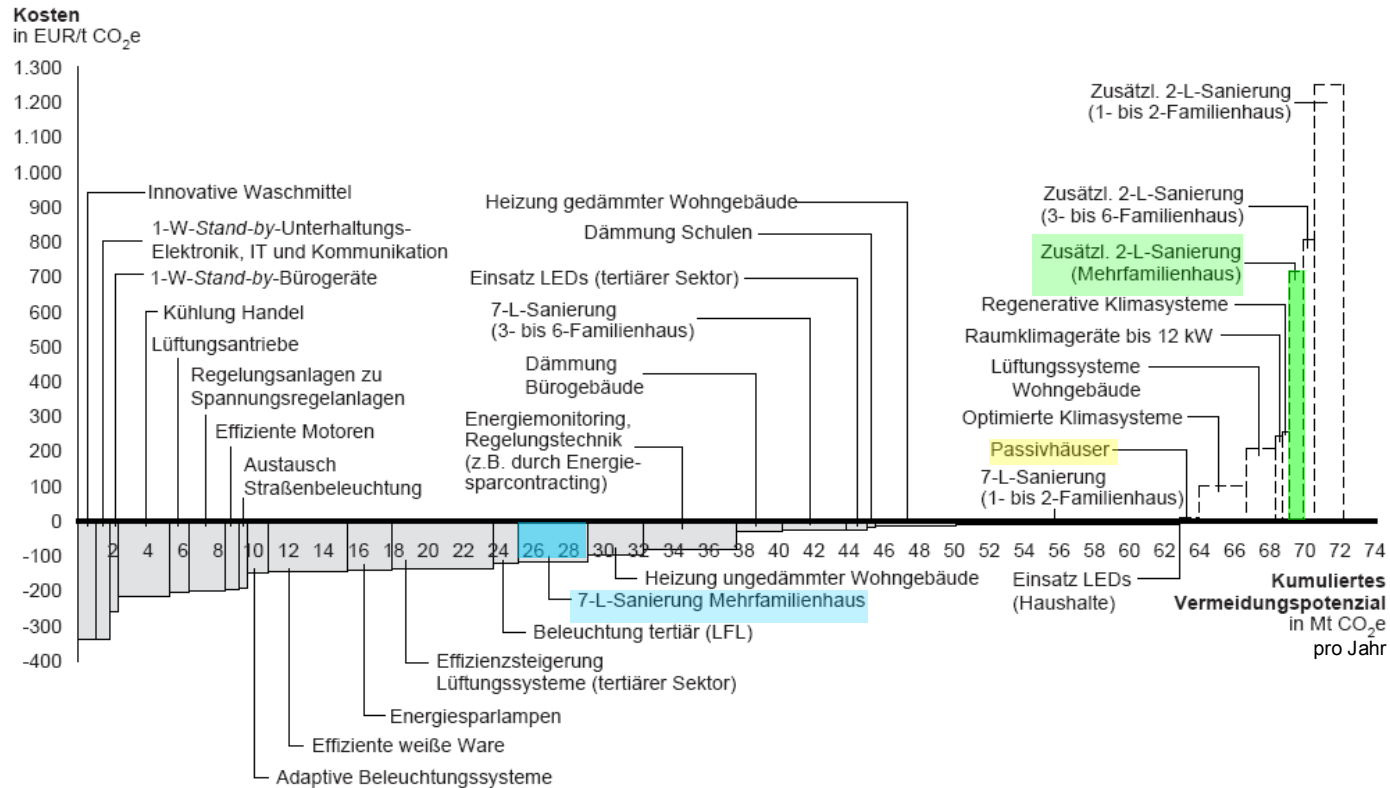 Kosten
in EUR/t CO2e
1.300
1.200
1.100
1.000
900
800
700
600
500
400
300
200
100
0
-100
-200
-300
-400
Innovative Waschmittel
1-W-Stand-by-Unterhaltungs-
Elektronik, IT und Kommunikation
1-W-Stand-by-Bürogeräte
Kühlung Handel
Lüftungsantriebe
Regelungsanlagen zu
Spannungsregelanlagen
Effiziente Motoren
Austausch
Straßenbeleuchtung
Heizung gedämmter Wohngebäude
Dämmung Schulen
Einsatz LEDs (tertiärer Sektor)
7-L-Sanierung
(3- bis 6-Familienhaus)
Dämmung
Bürogebäude
Energiemonitoring,
Regelungstechnik
(z.B. durch Energie-
sparcontracting)
Zusätzl. 2-L-Sanierung
(1- bis 2-Familienhaus)
Zusätzl. 2-L-Sanierung
(3- bis 6-Familienhaus)
Zusätzl. 2-L-Sanierung
(Mehrfamilienhaus)
Regenerative Klimasysteme
Raumklimageräte bis 12 kW
Lüftungssysteme
Wohngebäude
Optimierte Klimasysteme
Passivhäuser
7-L-Sanierung
(1- bis 2-Familienhaus)
2 4 6 8 10 12 14 16 18 20 22 24 26 28 30 32 34 36 38 40 42 44 46 48 50 52 54 56 58 60 62 64 66 68 70 72 74
Heizung ungedämmter Wohngebäude
7-L-Sanierung Mehrfamilienhaus
Beleuchtung tertiär (LFL)
Effizienzsteigerung
Lüftungssysteme (tertiärer Sektor)
Energiesparlampen
Effiziente weiße Ware
Adaptive Beleuchtungssysteme
Einsatz LEDs
(Haushalte)
Kumuliertes
Vermeidungspotenzial
in Mt CO2e
pro Jahr